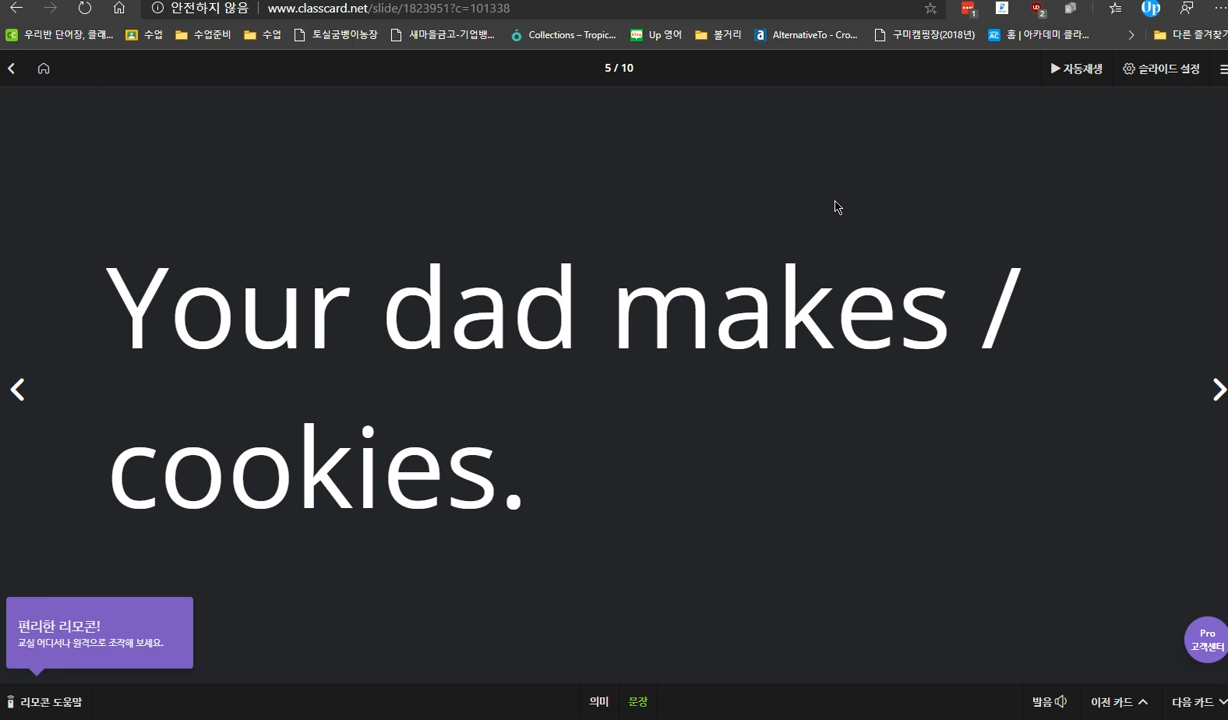 안전하지 않음 www.classcard.net/slide/1823951?c=101338
우리반 단어장, 클래... 수업 수업준비 수업 토실굼벵이농장 새마을금고-기업뱅... Collections – Tropic... Up 영어 볼거리 AlternativeTo - Cro... 구미캠핑장(2018년) 홈 | 아카데미 클라... 다른 즐겨찾기
5 / 10 자동재생 슬라이드 설정
Your dad makes /
cookies.
편리한 리모콘!
교실 어디서나 원격으로 조작해 보세요.
Pro
고객센터
리모콘 도움말 의미 문장 발음 이전 카드 다음 카드